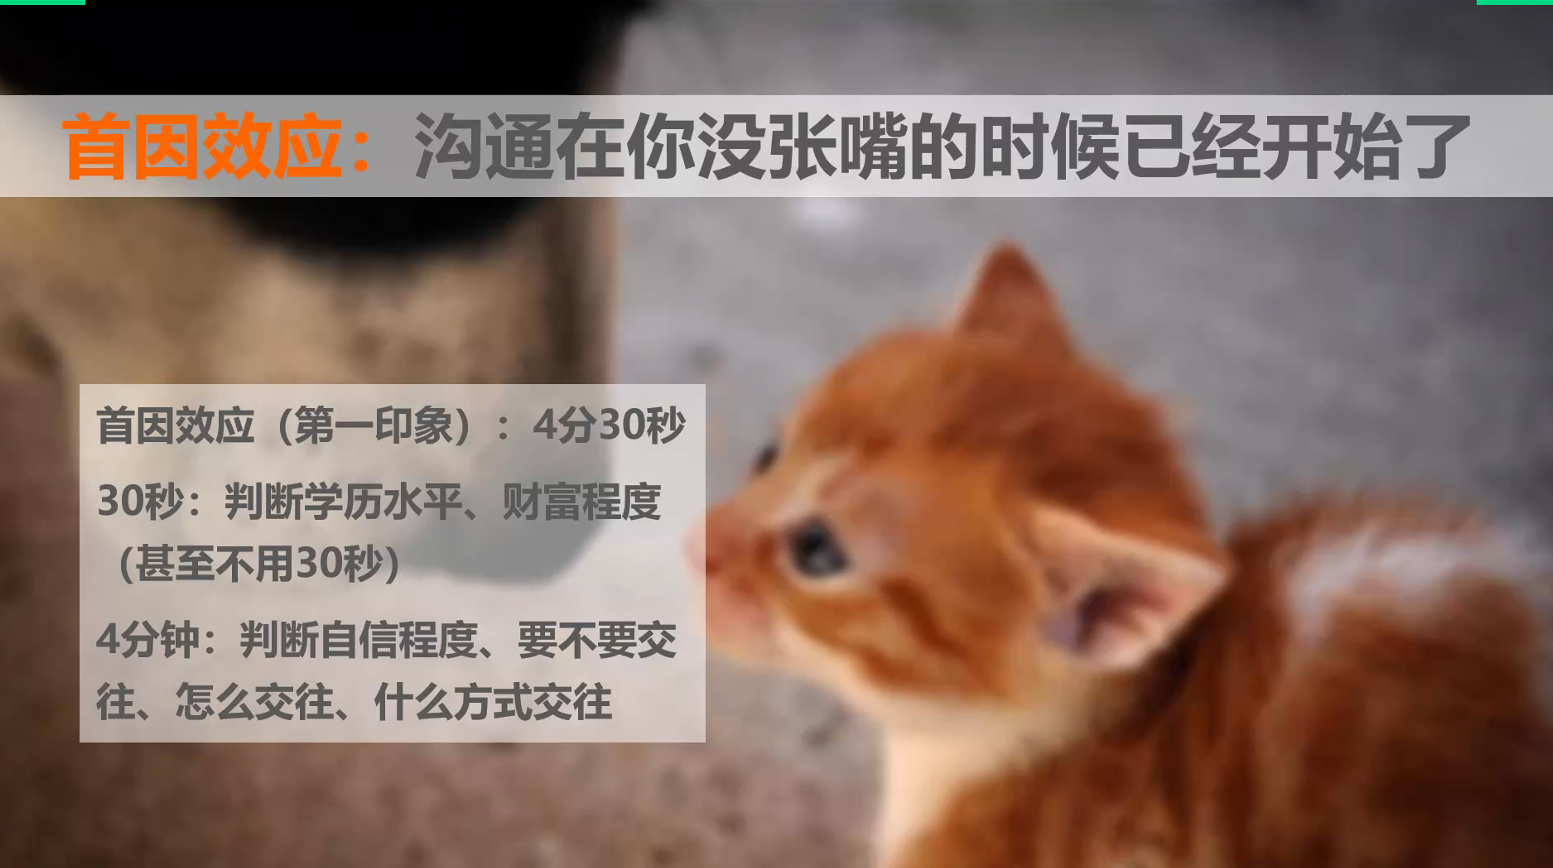 首因效应：沟通在你没张嘴的时候已经开始了
首因效应（第一印象）：4分30秒
30秒：判断学历水平、财富程度
（甚至不用30秒）
4分钟：判断自信程度、要不要交
往、怎么交往、什么方式交往